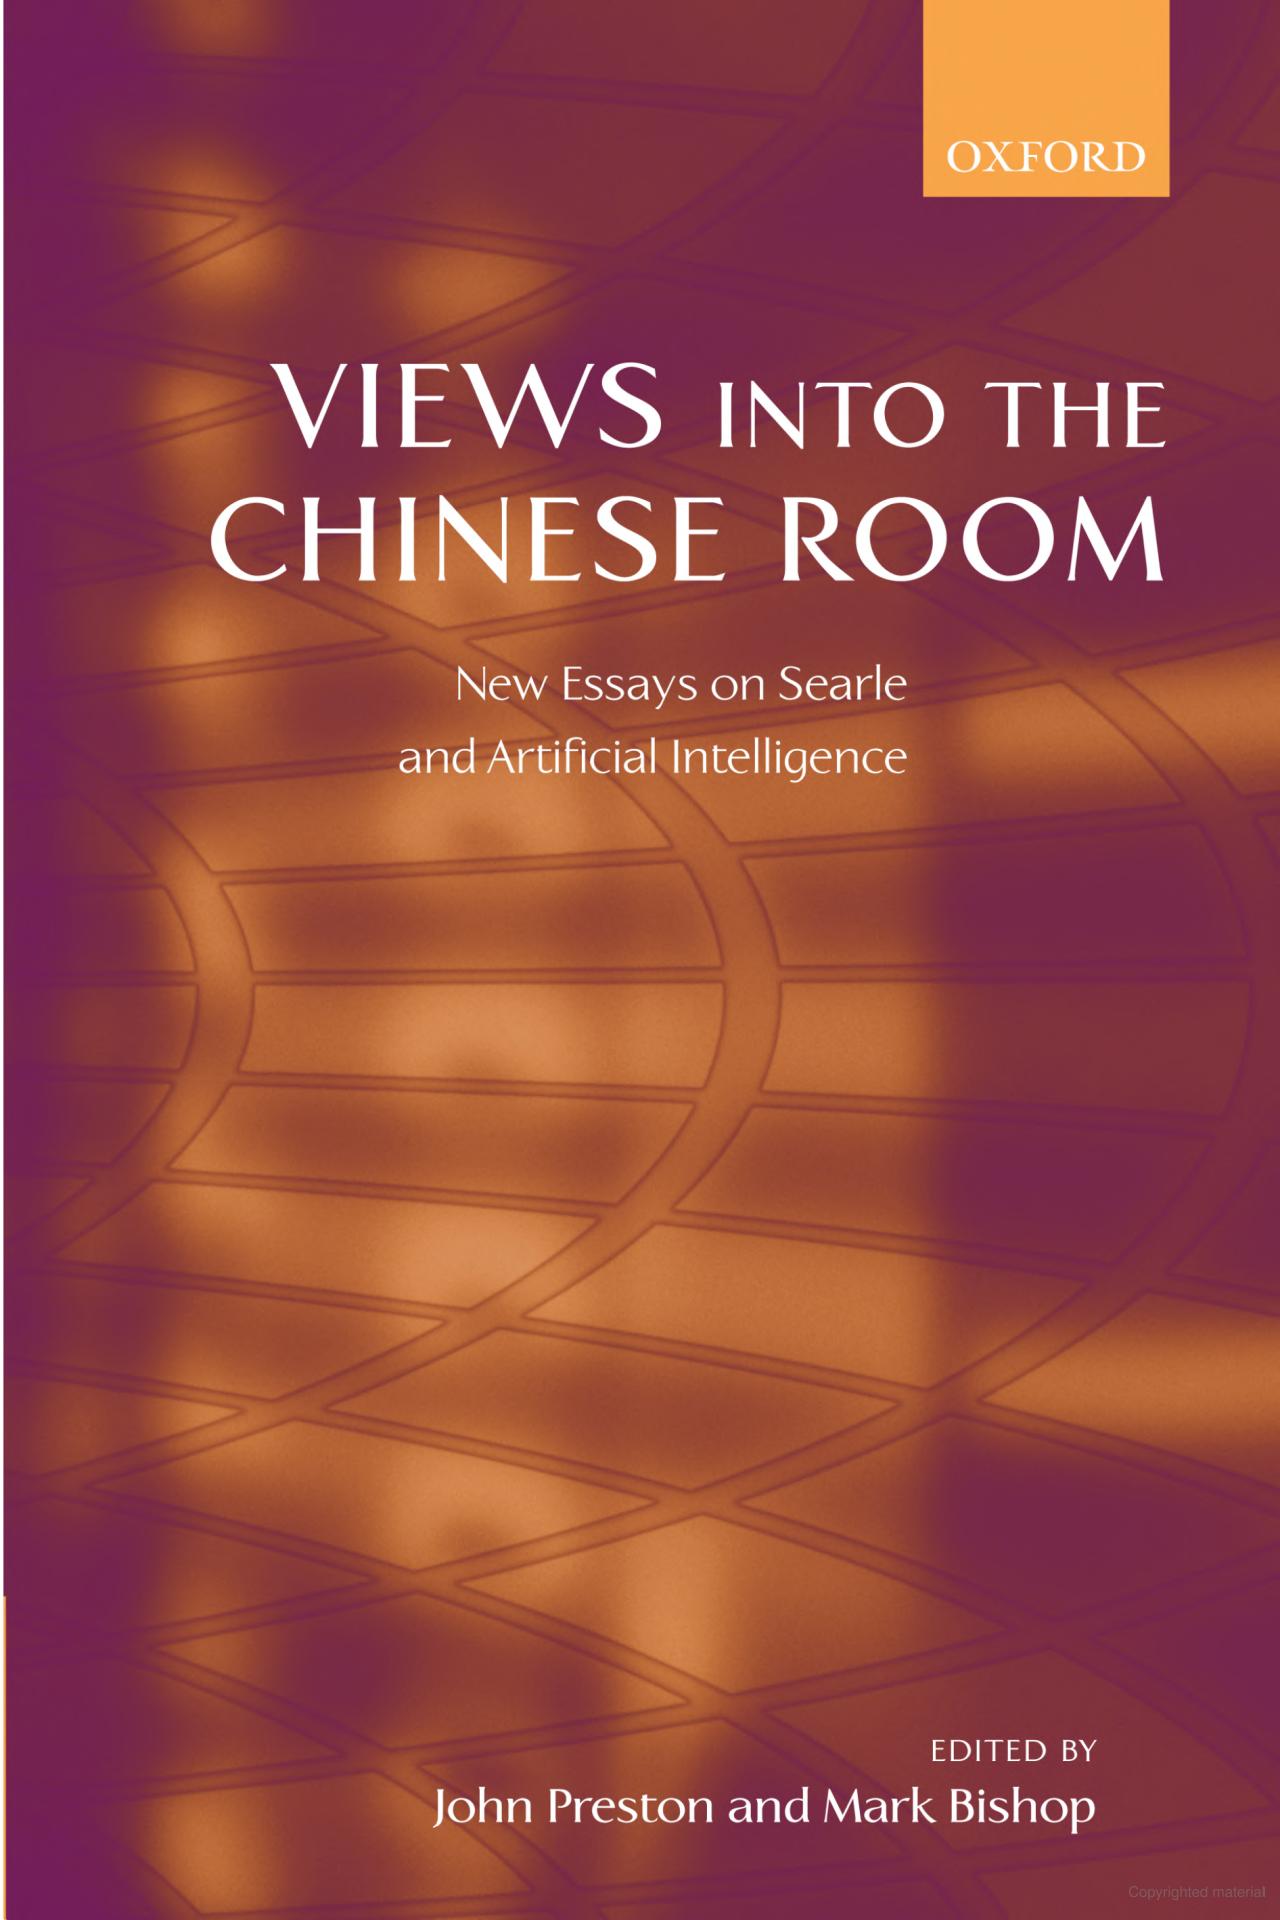 OXFORD
VIEWS INTO THE
CHINESE ROOM
New Essays on Searle
and Artificial Intelligence
EDITED BY
John Preston and Mark Bishop
Copyrighted material